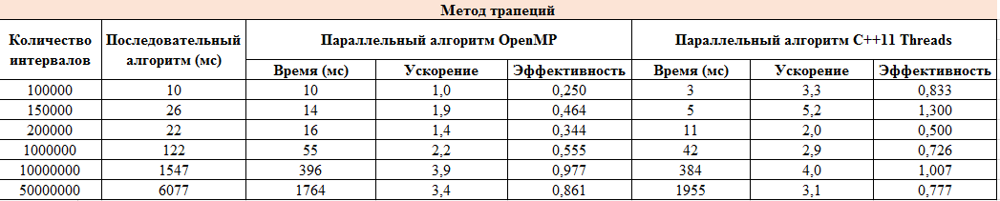 Метод трапеций
Количество интервалов Последовательный алгоритм (мс) Параллельный алгоритм OpenMP Параллельный алгоритм C++11 Threads
Время (мс) Ускорение Эффективность Время (мс) Ускорение Эффективность
100000 10 10 1,0 0,250 3 3,3 0,833
150000 26 14 1,9 0,464 5 5,2 1,300
200000 22 16 1,4 0,344 11 2,0 0,500
1000000 122 55 2,2 0,555 42 2,9 0,726
10000000 1547 396 3,9 0,977 384 4,0 1,007
50000000 6077 1764 3,4 0,861 1955 3,1 0,777